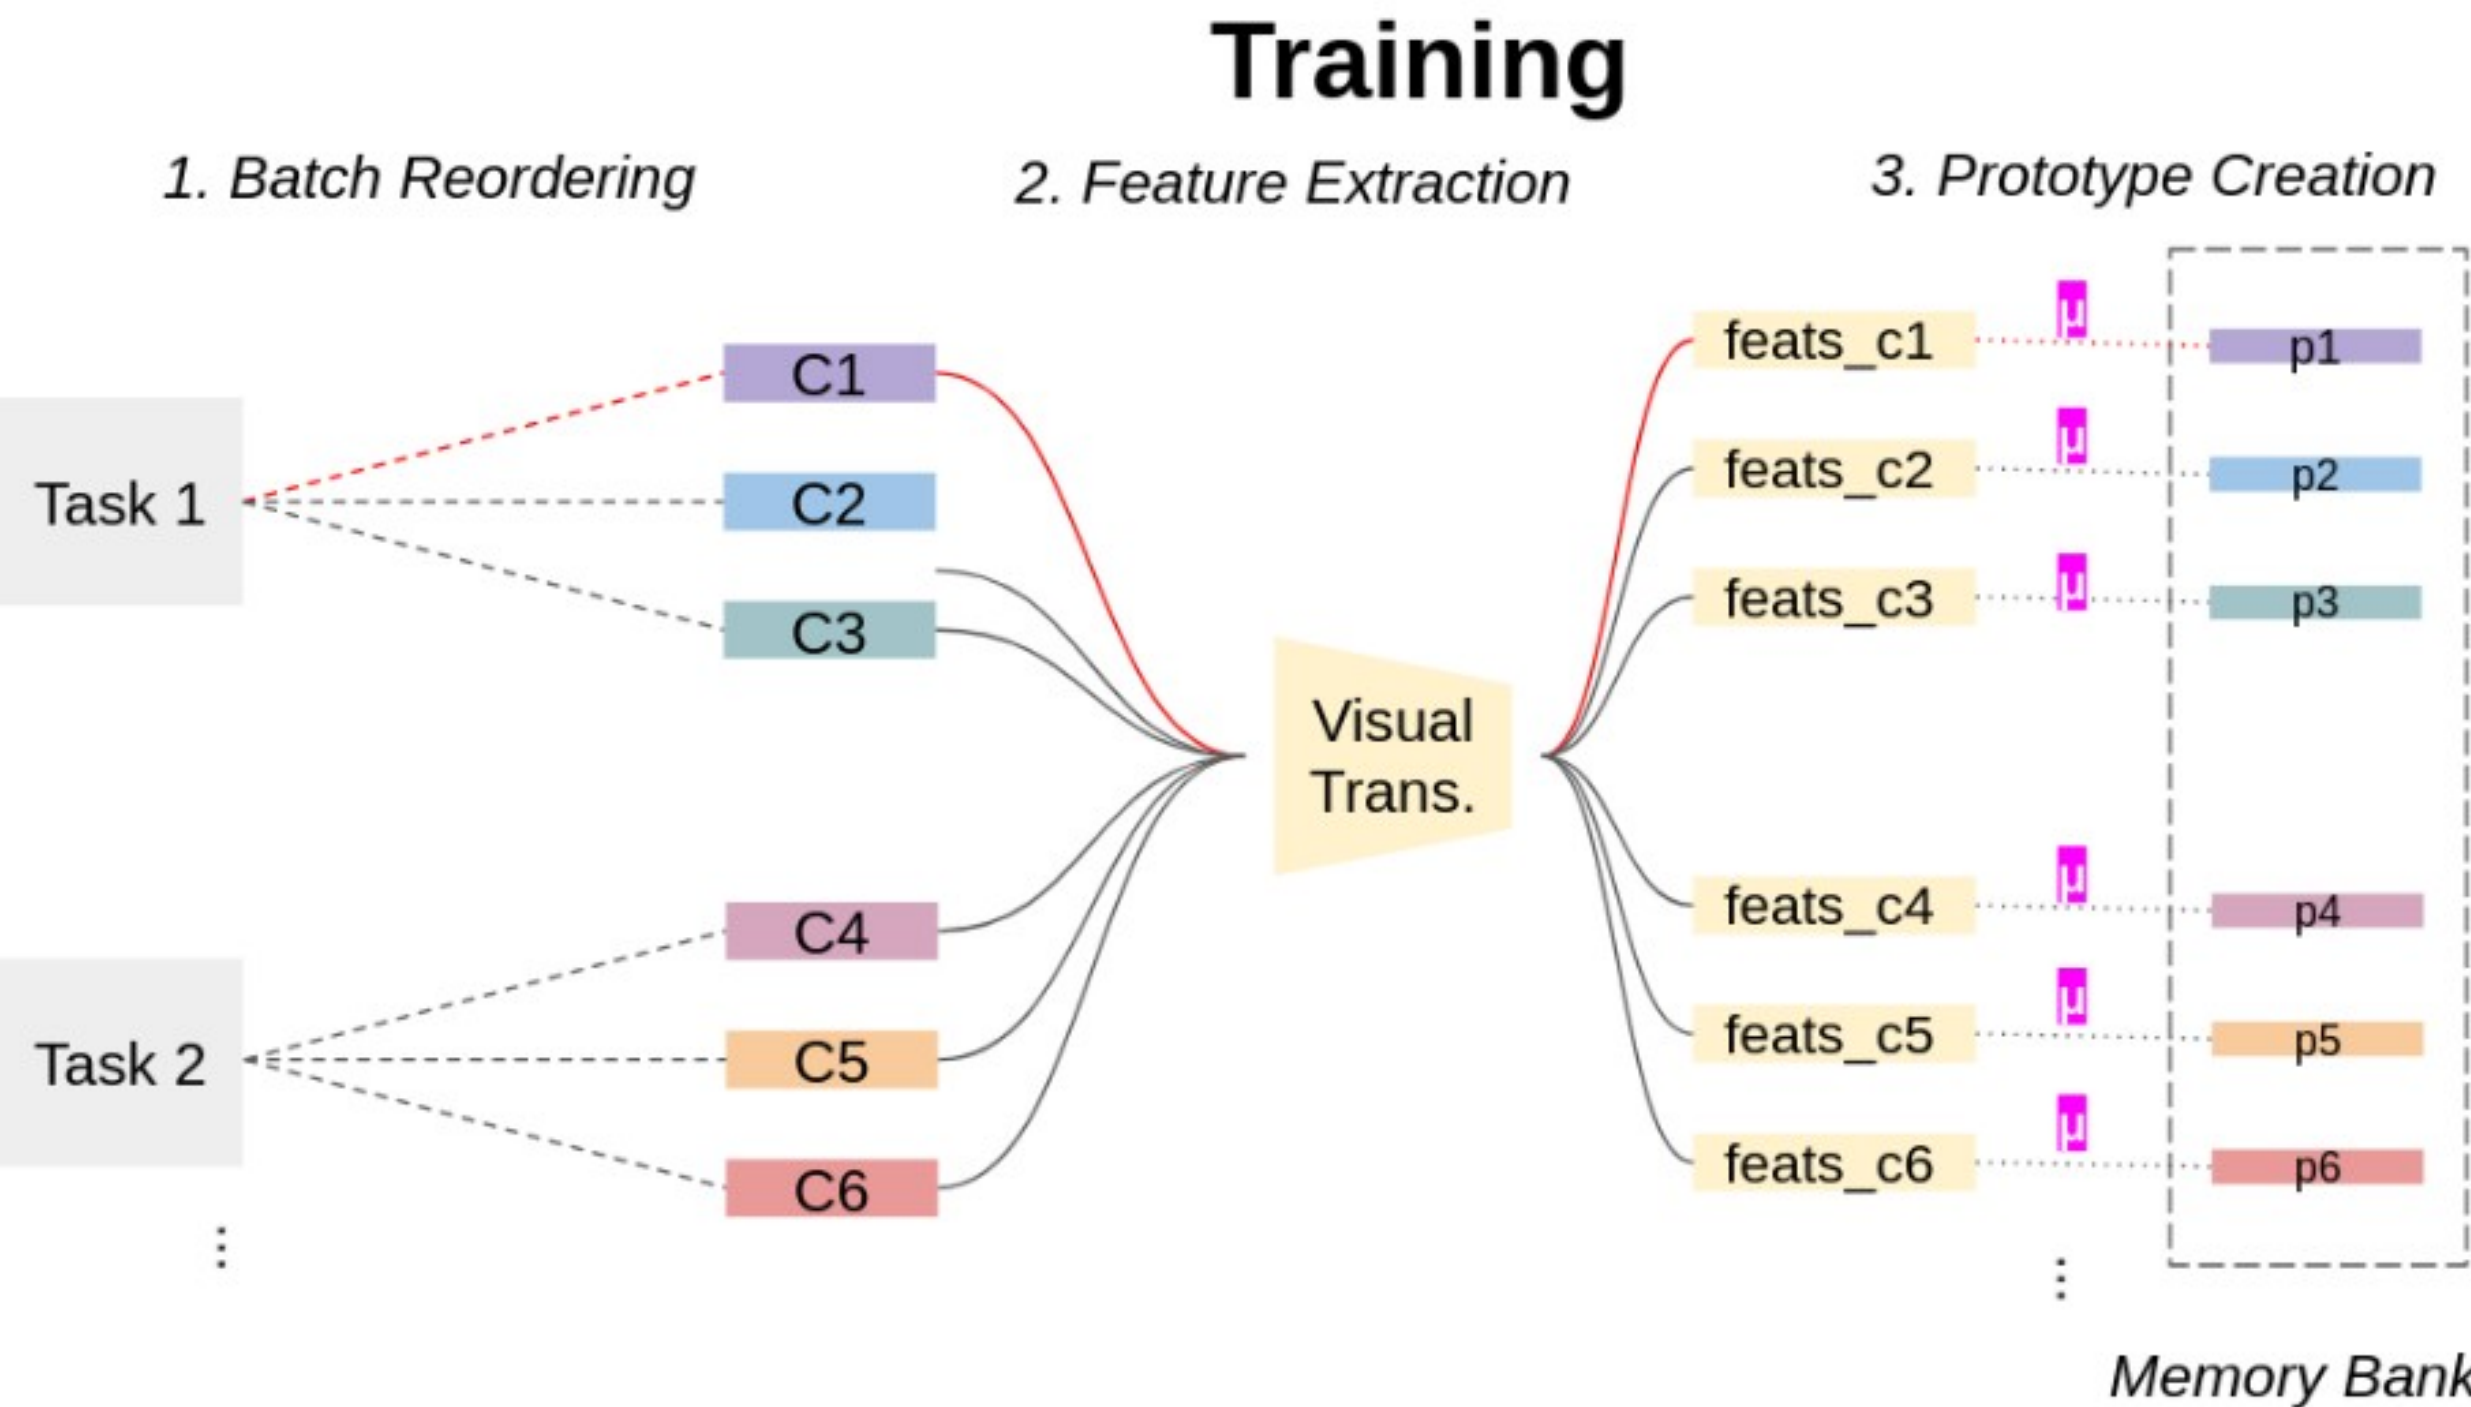 Training
1. Batch Reordering
2. Feature Extraction
3. Prototype Creation
Task 1
C1
C2
C3
Task 2
C4
C5
C6
⋮
Visual
Trans.
feats_c1
feats_c2
feats_c3
feats_c4
feats_c5
feats_c6
μ
μ
μ
μ
μ
μ
⋮
p1
p2
p3
p4
p5
p6
Memory Bank